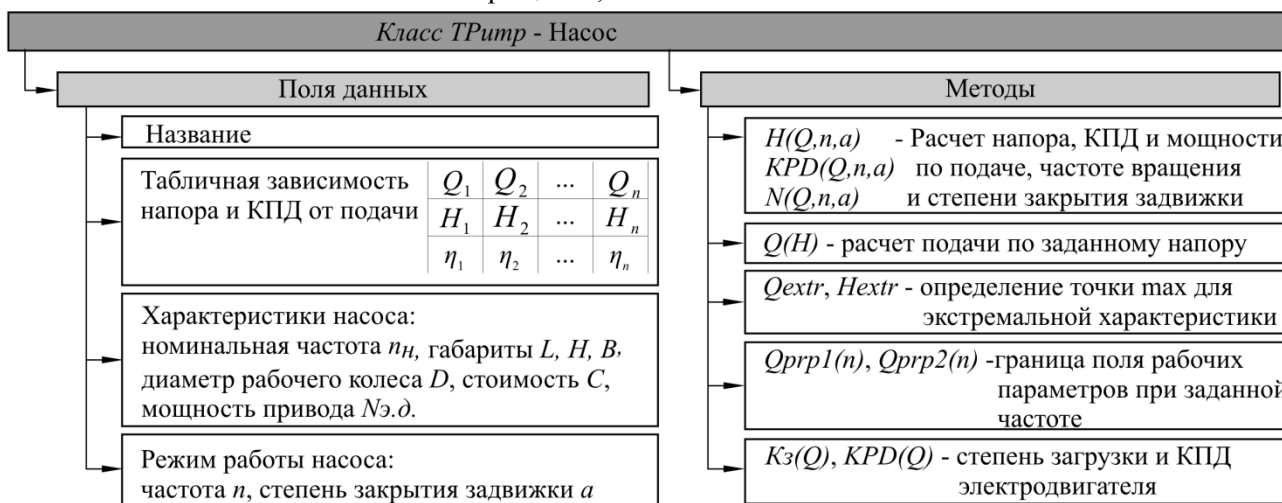 Класс TPump - Насос
Поля данных
Название
Табличная зависимость
напора и КПД от подачи
Q₁ Q₂ ... Qₙ
H₁ H₂ ... Hₙ
η₁ η₂ ... ηₙ
Характеристики насоса:
номинальная частота nн, габариты L, H, B,
диаметр рабочего колеса D, стоимость C,
мощность привода Nэ.д.
Режим работы насоса:
частота n, степень закрытия задвижки a
Методы
H(Q,n,a) - Расчет напора, КПД и мощности
KPD(Q,n,a) по подаче, частоте вращения
N(Q,n,a) и степени закрытия задвижки
Q(H) - расчет подачи по заданному напору
Qextr, Hextr - определение точки max для
экстремальной характеристики
Qprp1(n), Qprp2(n) -граница поля рабочих
параметров при заданной
частоте
Кз(Q), KPD(Q) - степень загрузки и КПД
электродвигателя